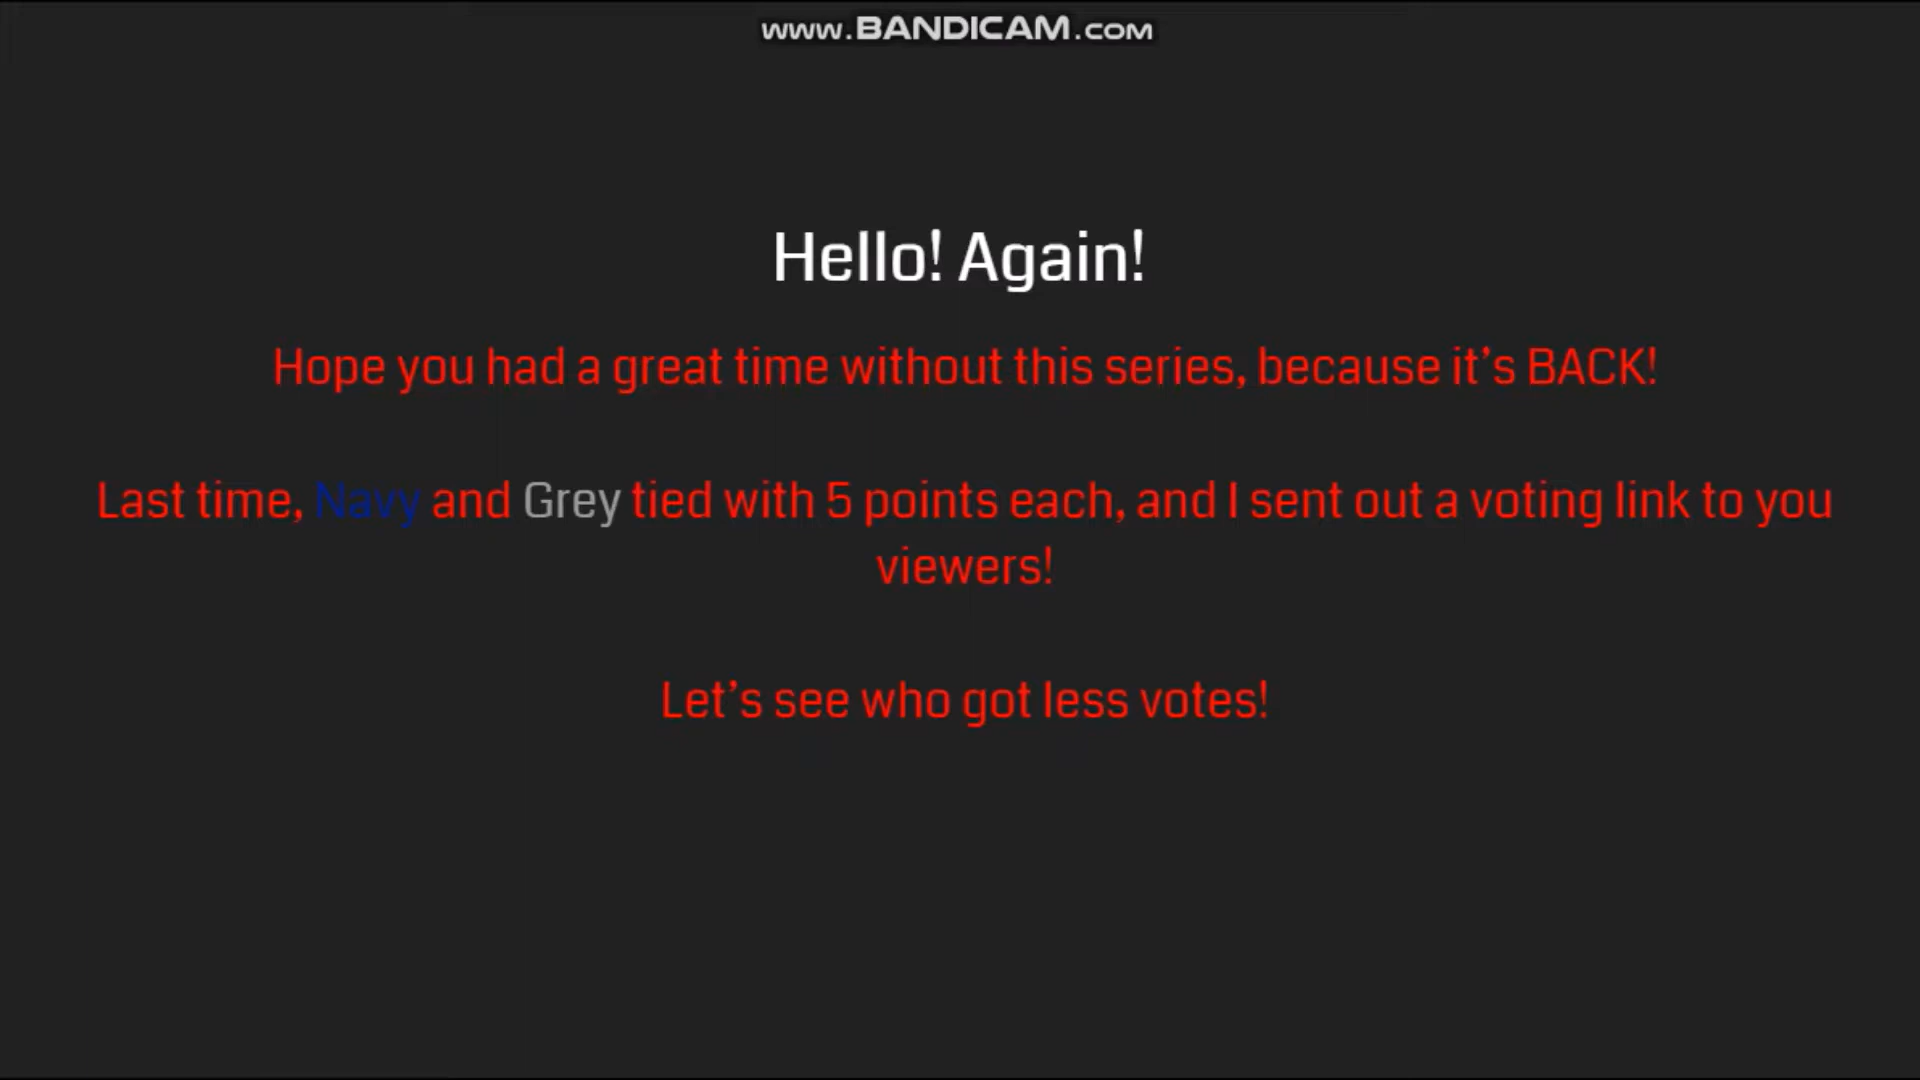 www.BANDICAM.com
Hello! Again!
Hope you had a great time without this series, because it’s BACK!
Last time, Navy and Grey tied with 5 points each, and I sent out a voting link to you
viewers!
Let’s see who got less votes!